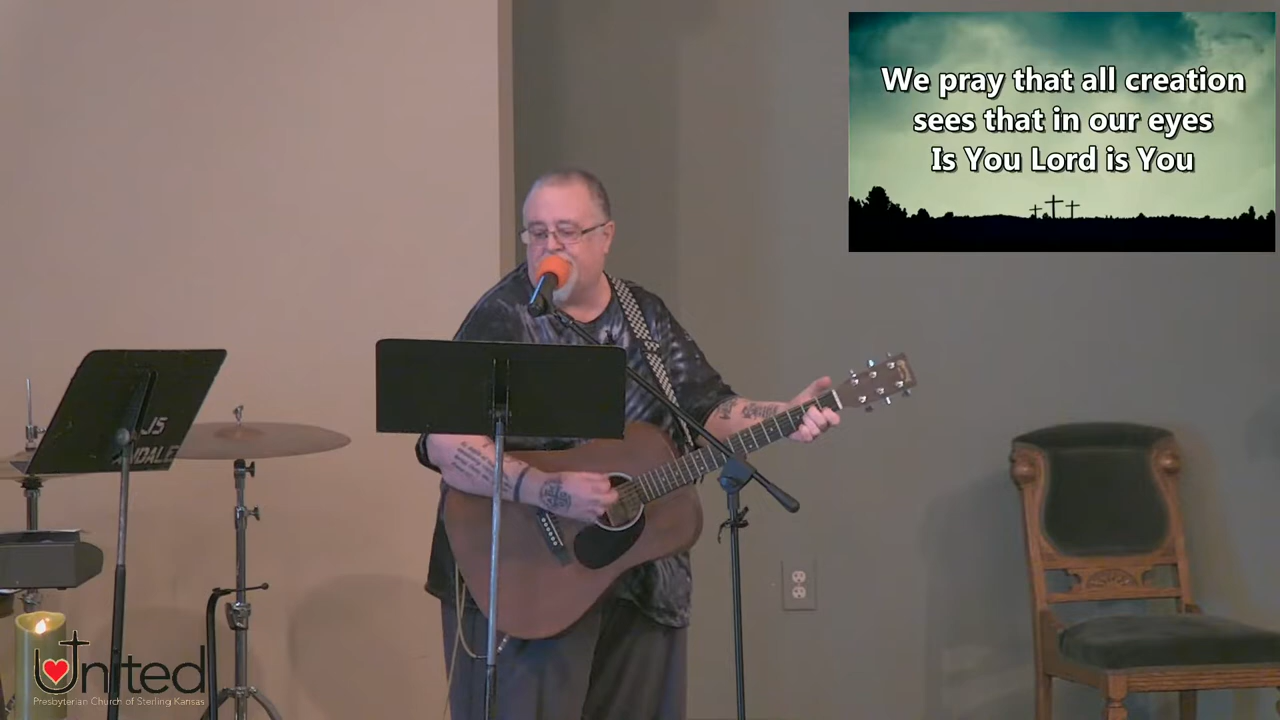 We pray that all creation
sees that in our eyes
Is You Lord is You
JS
United
Presbyterian Church of Sterling Kansas